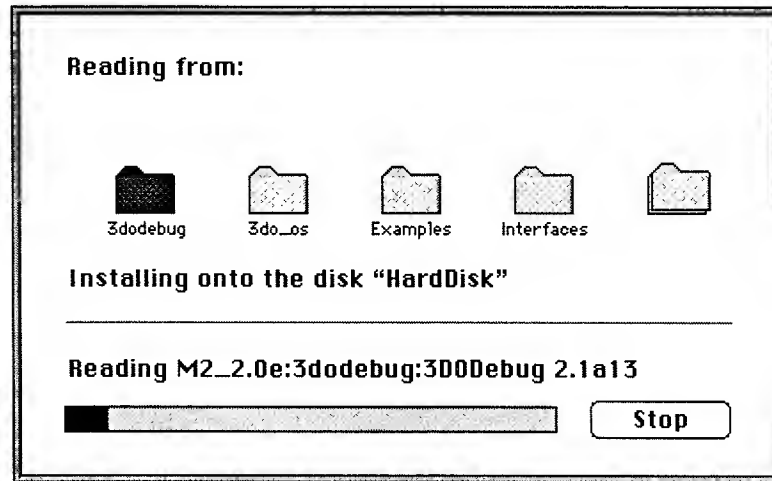 Reading from:
3dodebug 3do_os Examples Interfaces
Installing onto the disk “HardDisk”
Reading M2_2.0e:3dodebug:3DODebug 2.1a13
Stop